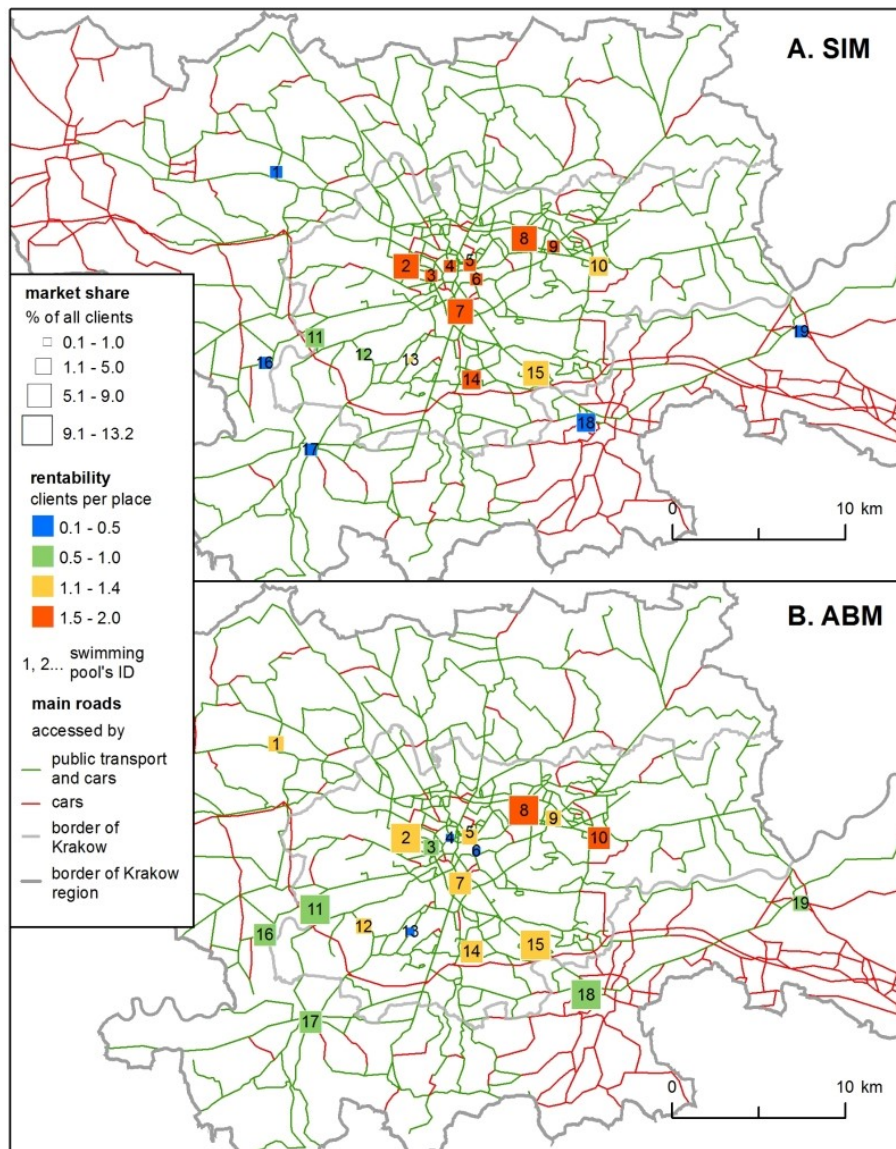 A. SIM
1
8
9
5
4
2
3
6
10
7
19
11
12
13
16
14
15
18
17
0
10 km
market share
% of all clients
0.1 - 1.0
1.1 - 5.0
5.1 - 9.0
9.1 - 13.2
rentability
clients per place
0.1 - 0.5
0.5 - 1.0
1.1 - 1.4
1.5 - 2.0
1, 2... swimming
pool's ID
main roads
accessed by
public transport
and cars
cars
border of
Krakow
border of Krakow
region
B. ABM
1
8
9
5
4
2
3
6
10
7
19
11
12
13
16
14
15
18
17
0
10 km